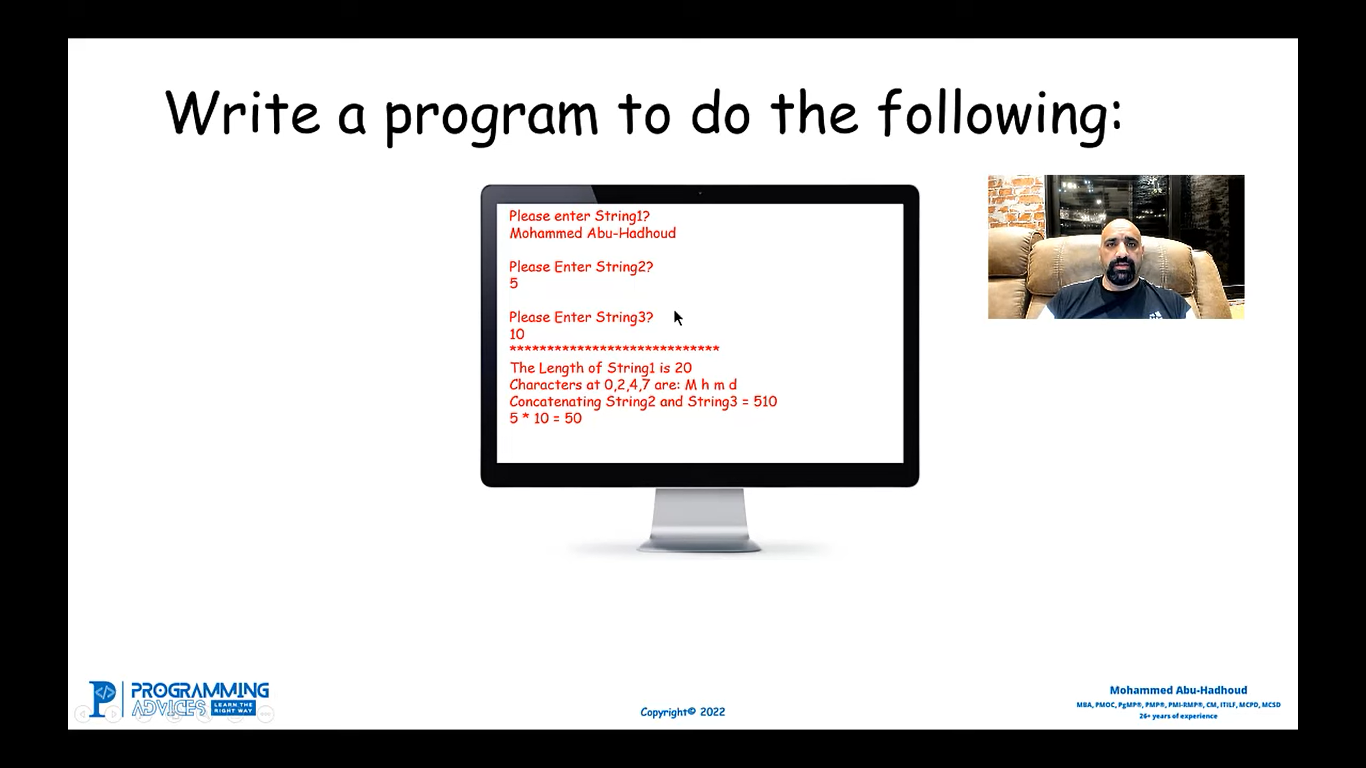 Write a program to do the following:
Please enter String1?
Mohammed Abu-Hadhoud
Please Enter String2?
5
Please Enter String3?
10
****************************
The Length of String1 is 20
Characters at 0,2,4,7 are: M h m d
Concatenating String2 and String3 = 510
5 * 10 = 50
PROGRAMMING
ADVICES
LEARN THE
RIGHT WAY
Copyright© 2022
Mohammed Abu-Hadhoud
MBA, PMOC, PgMP®, PMP®, PMI-RMP®, CM, ITILF, MCPD, MCSD
26+ years of experience